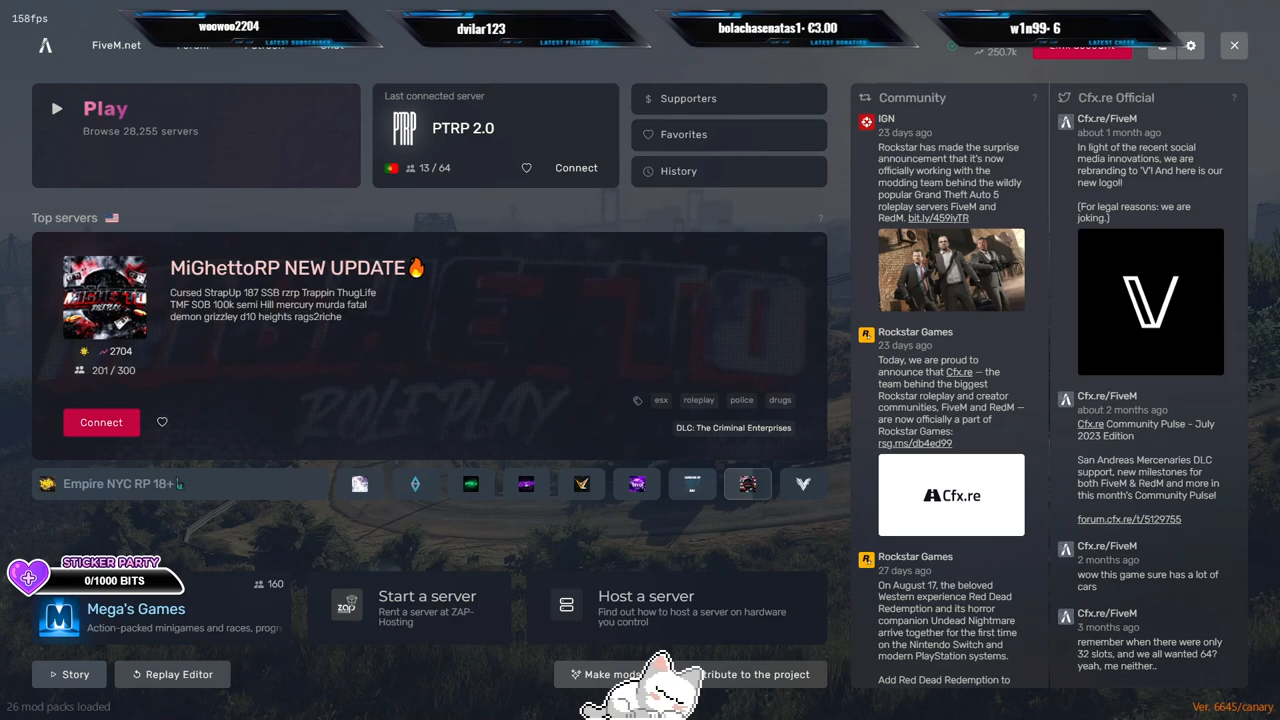 158fps
woowoo2204
LATEST SUBSCRIBER
dvilar123
LATEST FOLLOWER
bolachasenatas1· €3.00
LATEST DONATION
w1n99· 6
LATEST CHEER
FiveM.net
250.7k
Play
Browse 28,255 servers
Last connected server
PTRP
PTRP 2.0
13 / 64
Connect
Supporters
Favorites
History
Top servers
?
MiGhettoRP NEW UPDATE🔥
Cursed StrapUp 187 SSB rzrp Trappin ThugLife
TMF SOB 100k semi Hill mercury murda fatal
demon grizzley d10 heights rags2riche
2704
201 / 300
Connect
esx
roleplay
police
drugs
DLC: The Criminal Enterprises
Empire NYC RP 18+🗽
STICKER PARTY
0/1000 BITS
160
Mega's Games
Action-packed minigames and races, progr
ZAP
Start a server
Rent a server at ZAP-
Hosting
Host a server
Find out how to host a server on hardware
you control
Story
Replay Editor
Make mods
tribute to the project
26 mod packs loaded
Community
?
IGN
23 days ago
Rockstar has made the surprise
announcement that it's now
officially working with the
modding team behind the wildly
popular Grand Theft Auto 5
roleplay servers FiveM and
RedM. bit.ly/459iyTR
Rockstar Games
23 days ago
Today, we are proud to
announce that Cfx.re — the
team behind the biggest
Rockstar roleplay and creator
communities, FiveM and RedM —
are now officially a part of
Rockstar Games:
rsg.ms/db4ed99
Cfx.re
Rockstar Games
27 days ago
On August 17, the beloved
Western experience Red Dead
Redemption and its horror
companion Undead Nightmare
arrive together for the first time
on the Nintendo Switch and
modern PlayStation systems.
Add Red Dead Redemption to
Cfx.re Official
?
Cfx.re/FiveM
about 1 month ago
In light of the recent social
media innovations, we are
rebranding to 'V'! And here is our
new logo!!
(For legal reasons: we are
joking.)
V
Cfx.re/FiveM
about 2 months ago
Cfx.re Community Pulse - July
2023 Edition
San Andreas Mercenaries DLC
support, new milestones for
both FiveM & RedM and more in
this month's Community Pulse!
forum.cfx.re/t/5129755
Cfx.re/FiveM
2 months ago
wow this game sure has a lot of
cars
Cfx.re/FiveM
3 months ago
remember when there were only
32 slots, and we all wanted 64?
yeah, me neither..
Ver. 6645/canary